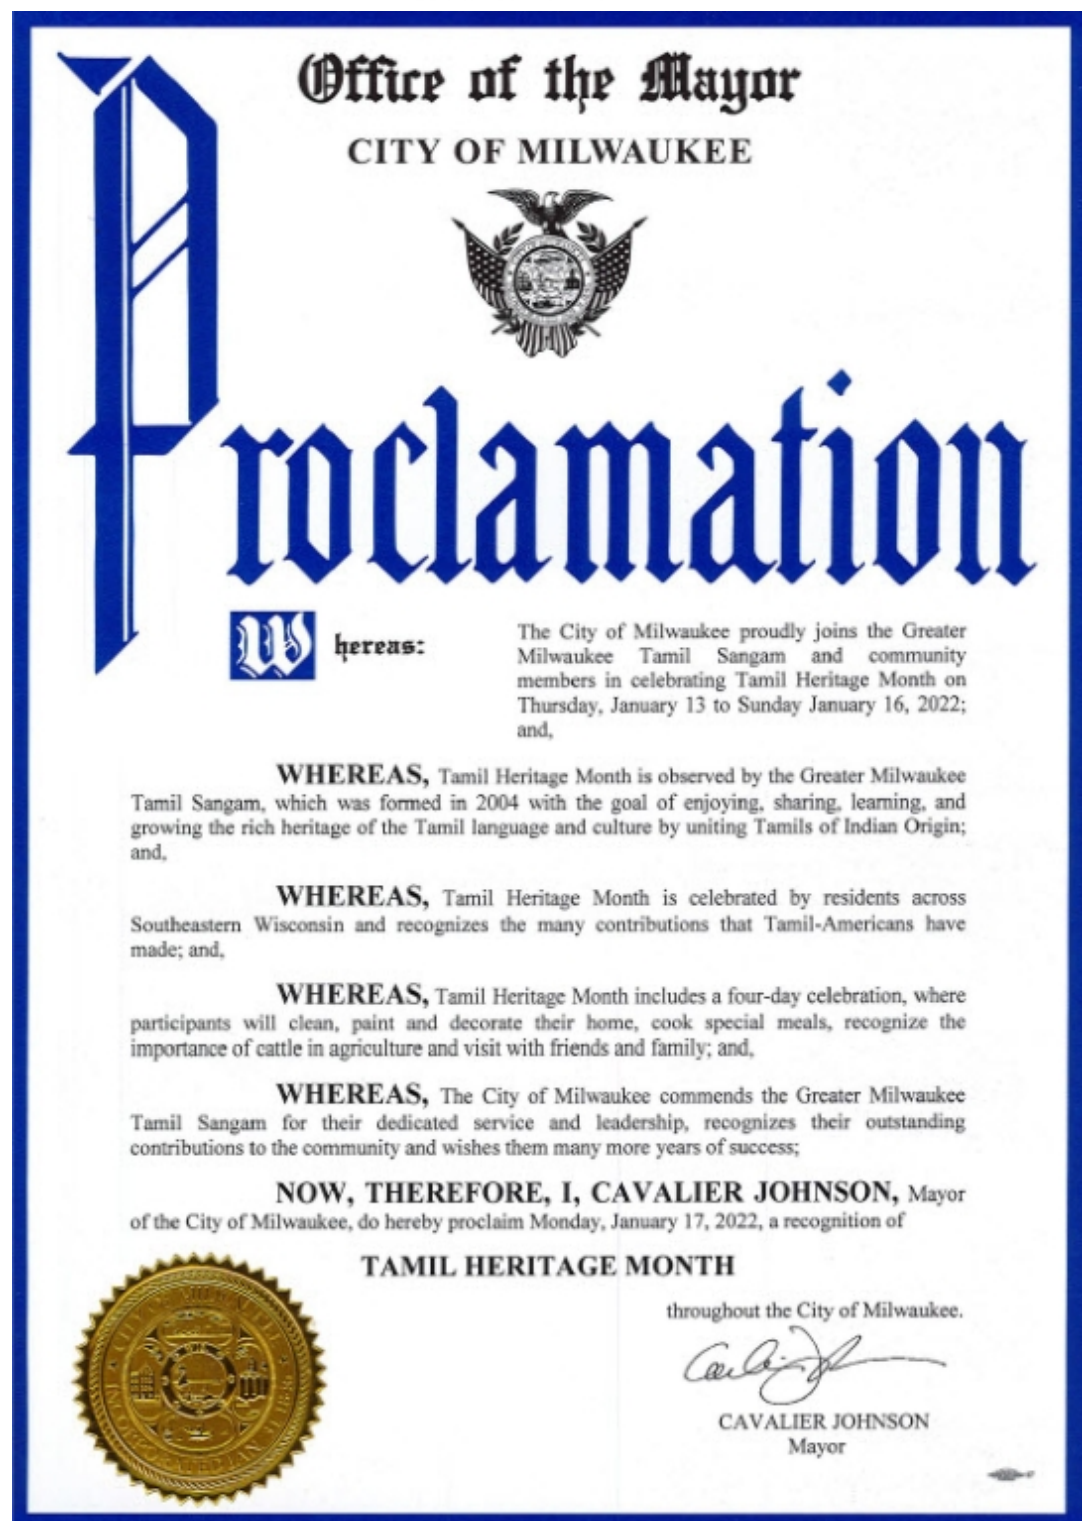 Office of the Mayor
CITY OF MILWAUKEE
Proclamation
Whereas:
The City of Milwaukee proudly joins the Greater
Milwaukee Tamil Sangam and community
members in celebrating Tamil Heritage Month on
Thursday, January 13 to Sunday January 16, 2022;
and,
WHEREAS, Tamil Heritage Month is observed by the Greater Milwaukee
Tamil Sangam, which was formed in 2004 with the goal of enjoying, sharing, learning, and
growing the rich heritage of the Tamil language and culture by uniting Tamils of Indian Origin;
and,
WHEREAS, Tamil Heritage Month is celebrated by residents across
Southeastern Wisconsin and recognizes the many contributions that Tamil-Americans have
made; and,
WHEREAS, Tamil Heritage Month includes a four-day celebration, where
participants will clean, paint and decorate their home, cook special meals, recognize the
importance of cattle in agriculture and visit with friends and family; and,
WHEREAS, The City of Milwaukee commends the Greater Milwaukee
Tamil Sangam for their dedicated service and leadership, recognizes their outstanding
contributions to the community and wishes them many more years of success;
NOW, THEREFORE, I, CAVALIER JOHNSON, Mayor
of the City of Milwaukee, do hereby proclaim Monday, January 17, 2022, a recognition of
TAMIL HERITAGE MONTH
throughout the City of Milwaukee.
CAVALIER JOHNSON
Mayor
CITY OF MILWAUKEE